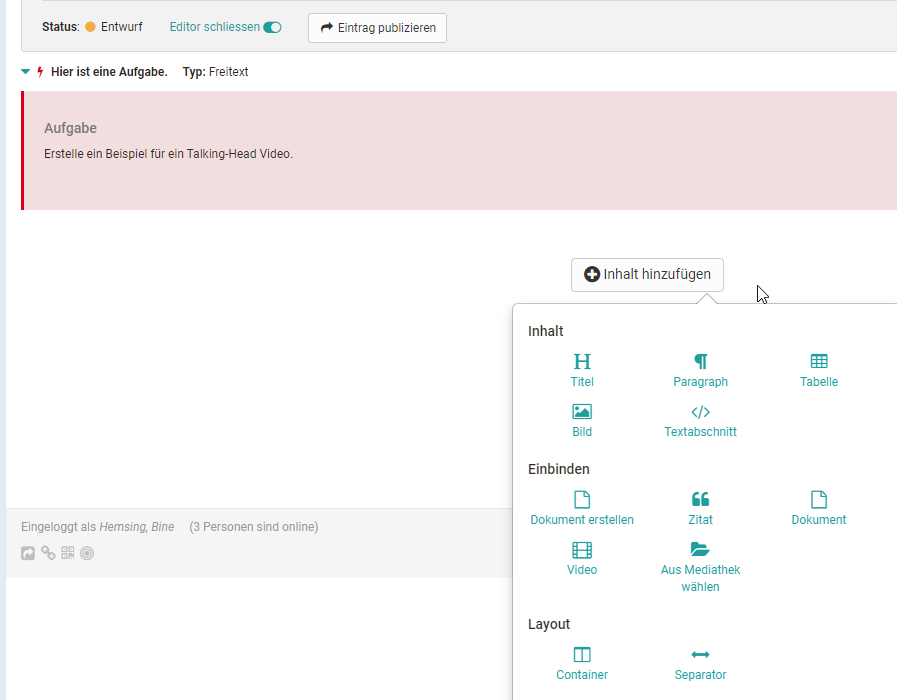 Status: Entwurf Editor schliessen Eintrag publizieren
Hier ist eine Aufgabe. Typ: Freitext
Aufgabe
Erstelle ein Beispiel für ein Talking-Head Video.
Inhalt hinzufügen
Inhalt
Titel Paragraph Tabelle
Bild Textabschnitt
Einbinden
Dokument erstellen Zitat Dokument
Video Aus Mediathek
wählen
Layout
Container Separator
Eingeloggt als Hemsing, Bine (3 Personen sind online)